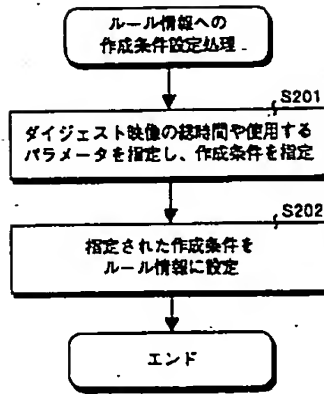 ルール情報への
作成条件設定処理
S201
ダイジェスト映像の総時間や使用する
パラメータを指定し、作成条件を指定
S202
指定された作成条件を
ルール情報に設定
エンド